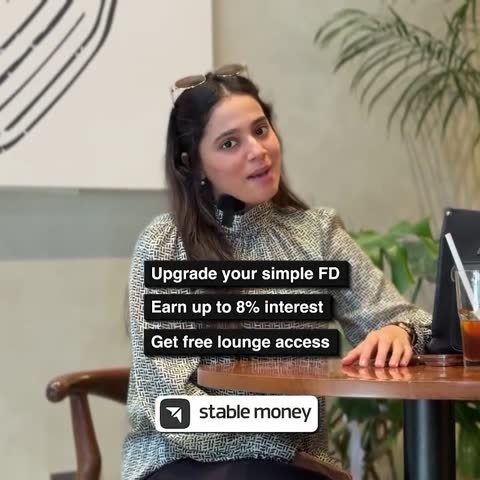 Upgrade your simple FD
Earn up to 8% interest
Get free lounge access
stable money